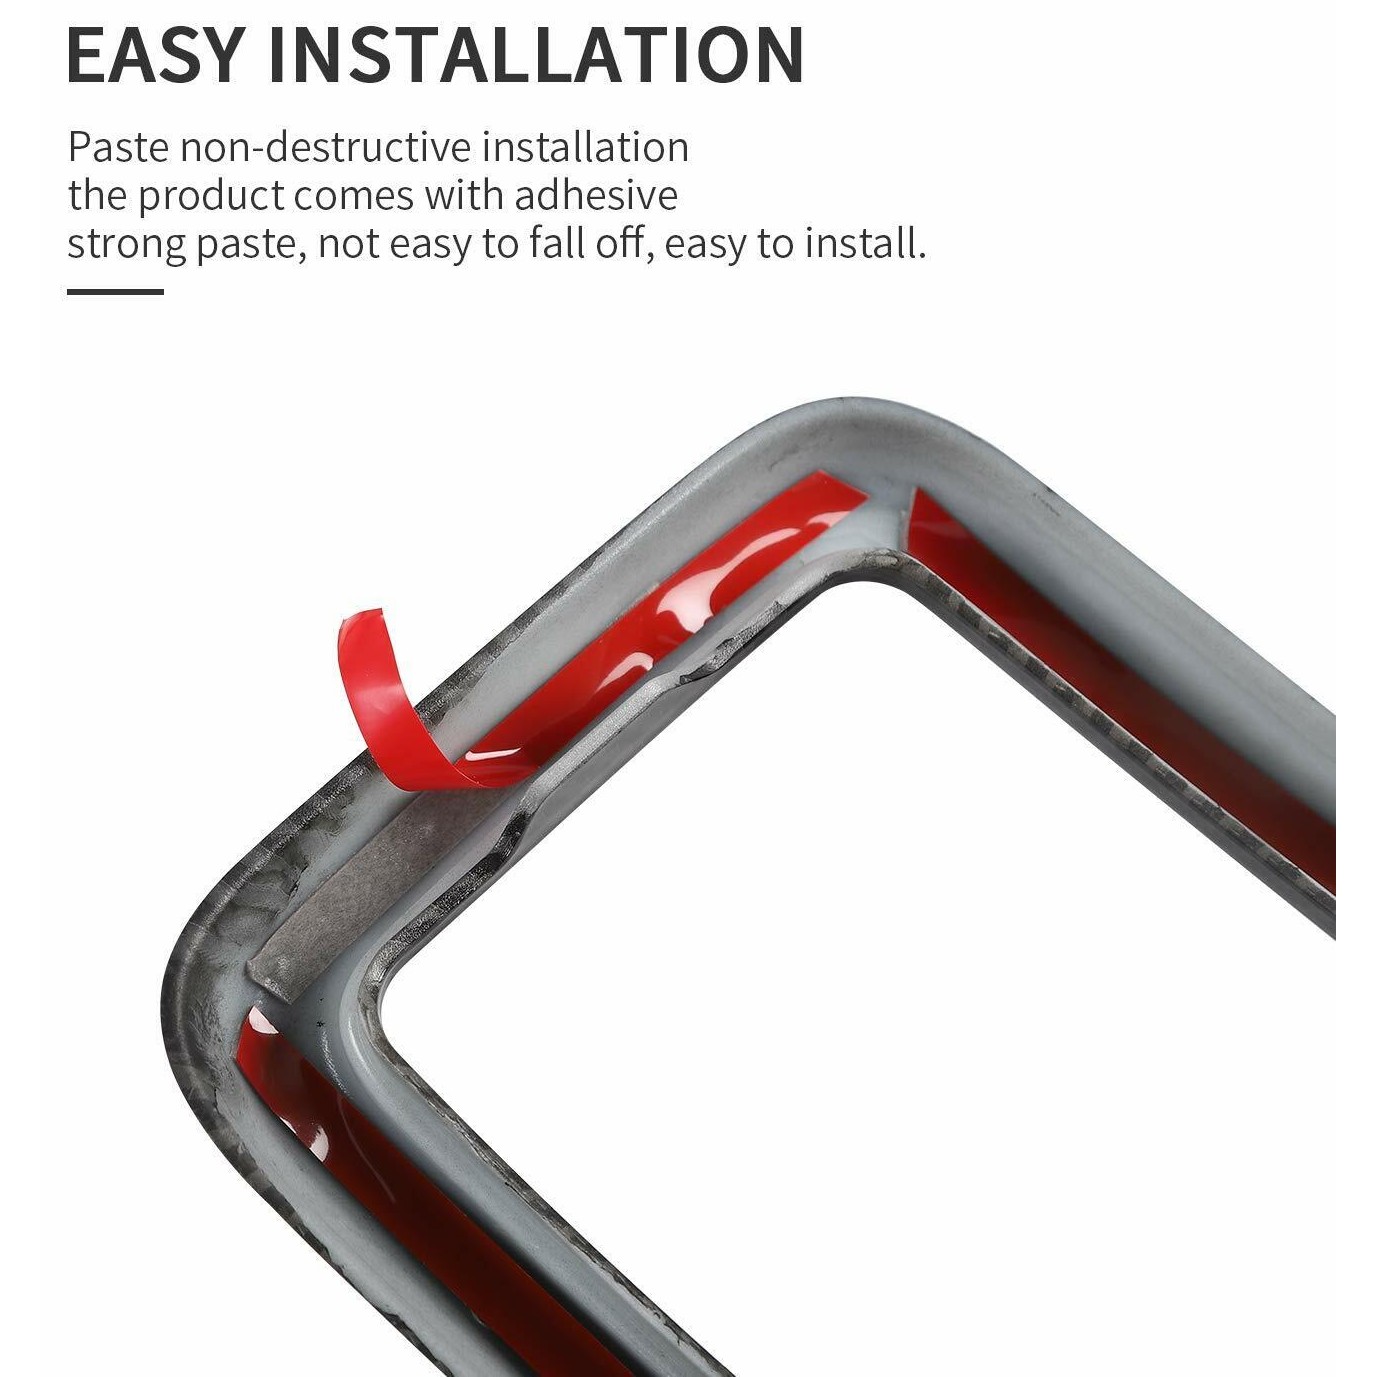 EASY INSTALLATION
Paste non-destructive installation
the product comes with adhesive
strong paste, not easy to fall off, easy to install.